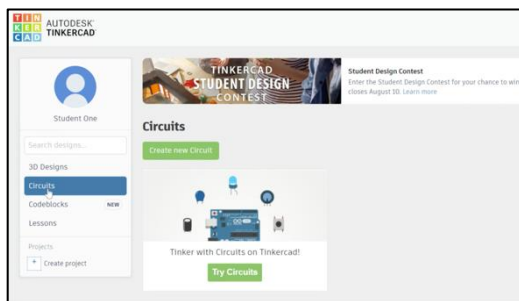 TIN
KER
CAD
AUTODESK®
TINKERCAD
Student One
Search designs...
3D Designs
Circuits
Codeblocks NEW
Lessons
Projects
+ Create project
TINKERCAD
STUDENT DESIGN
CONTEST
Student Design Contest
Enter the Student Design Contest for your chance to win
closes August 10. Learn more
Circuits
Create new Circuit
Tinker with Circuits on Tinkercad!
Try Circuits